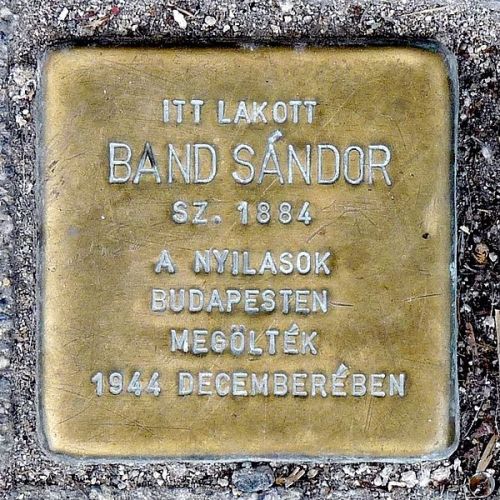 ITT LAKOTT
BAND SÁNDOR
SZ. 1884
A NYILASOK
BUDAPESTEN
MEGÖLTÉK
1944 DECEMBERÉBEN